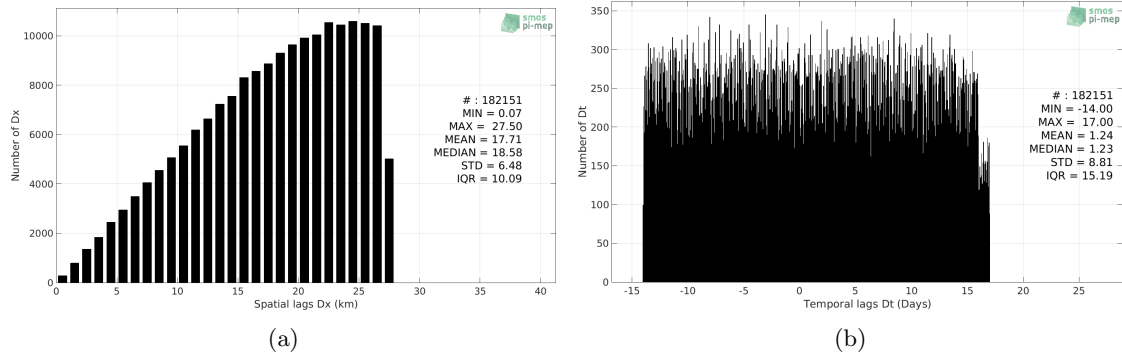 smos
pi-mep
10000
8000
6000
4000
2000
0
Number of Dx
# : 182151
MIN = 0.07
MAX = 27.50
MEAN = 17.71
MEDIAN = 18.58
STD = 6.48
IQR = 10.09
0 5 10 15 20 25 30 35 40
Spatial lags Dx (km)
(a)
smos
pi-mep
350
300
250
200
150
100
50
0
Number of Dt
# : 182151
MIN = -14.00
MAX = 17.00
MEAN = 1.24
MEDIAN = 1.23
STD = 8.81
IQR = 15.19
-15 -10 -5 0 5 10 15 20 25
Temporal lags Dt (Days)
(b)